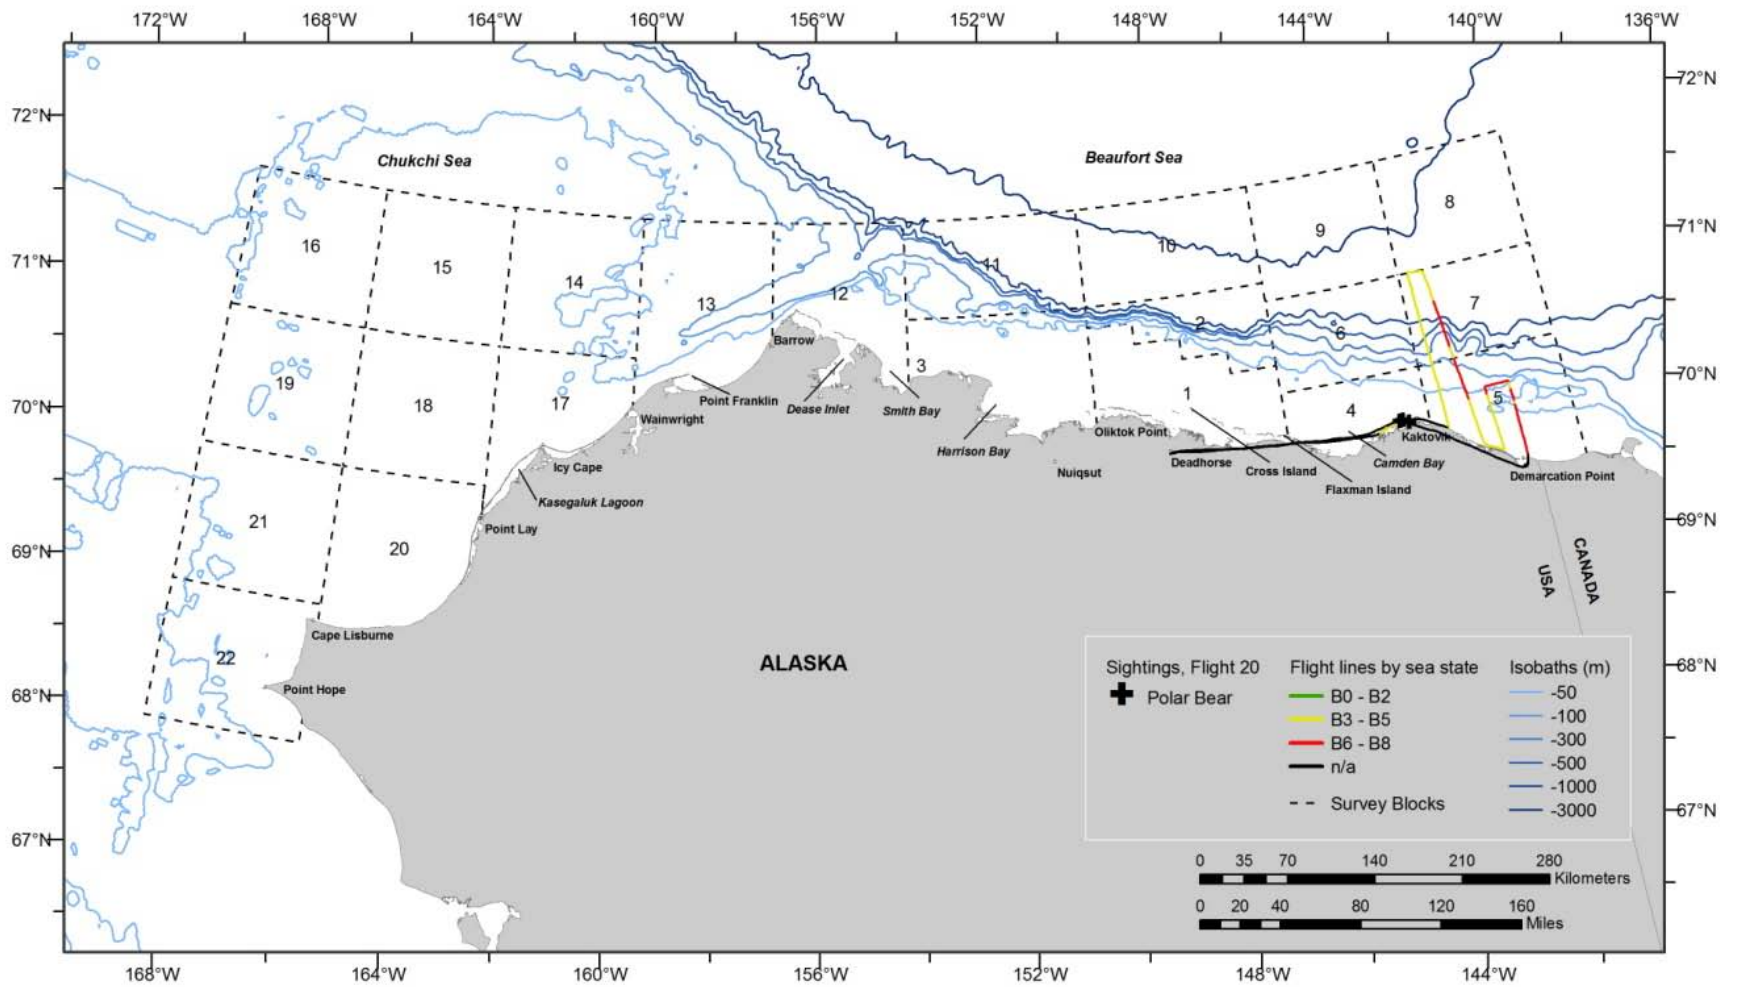 172°W 168°W 164°W 160°W 156°W 152°W 148°W 144°W 140°W 136°W
72°N
72°N
Chukchi Sea
Beaufort Sea
8
9
71°N
16
10
15
11
71°N
14
12
13
7
2
6
Barrow
3
70°N
19
1
5
Point Franklin
18
17
70°N
Dease Inlet
Smith Bay
4
Wainwright
Oliktok Point
Kaktovik
Harrison Bay
Icy Cape
Deadhorse
Camden Bay
Cross Island
Nuiqsut
Demarcation Point
Flaxman Island
Kasegaluk Lagoon
21
69°N
Point Lay
20
69°N
CANADA
USA
Cape Lisburne
22
ALASKA
68°N
Point Hope
68°N
Sightings, Flight 20
Polar Bear
Flight lines by sea state
B0 - B2
B3 - B5
B6 - B8
n/a
Survey Blocks
Isobaths (m)
-50
-100
-300
-500
-1000
-3000
67°N
67°N
0 35 70 140 210 280
Kilometers
0 20 40 80 120 160
Miles
168°W 164°W 160°W 156°W 152°W 148°W 144°W